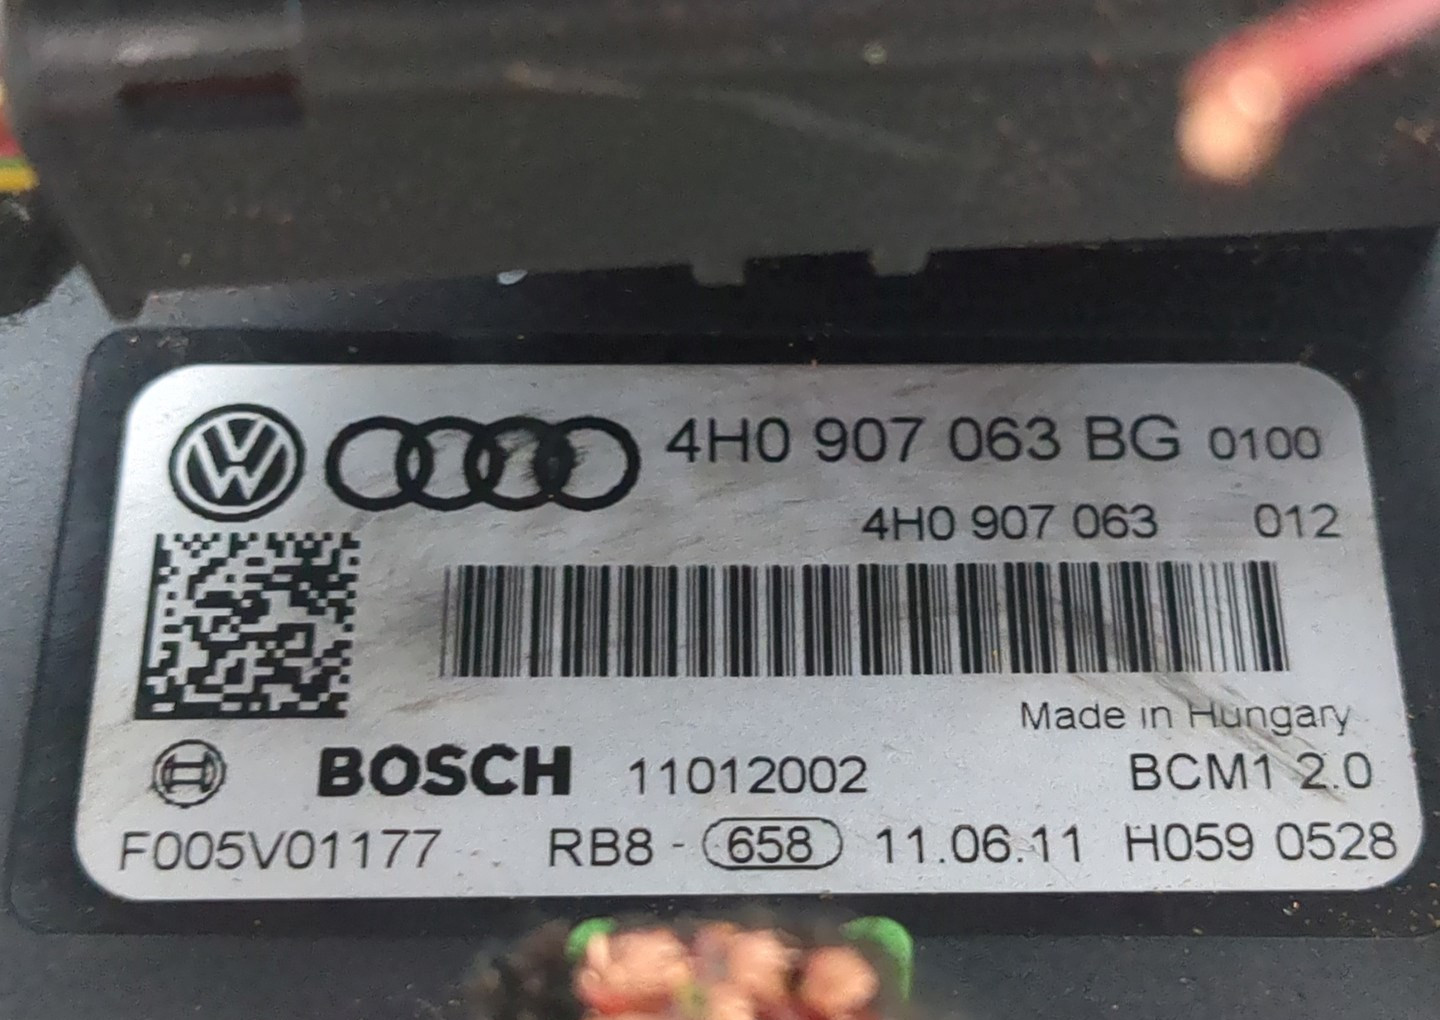 4H0 907 063 BG 0100
4H0 907 063 012
Made in Hungary
BOSCH 11012002 BCM1 2.0
F005V01177 RB8 - 658 11.06.11 H059 0528